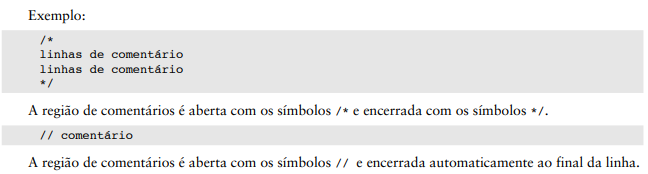 Exemplo:
/*
linhas de comentário
linhas de comentário
*/
A região de comentários é aberta com os símbolos /* e encerrada com os símbolos */.
// comentário
A região de comentários é aberta com os símbolos // e encerrada automaticamente ao final da linha.